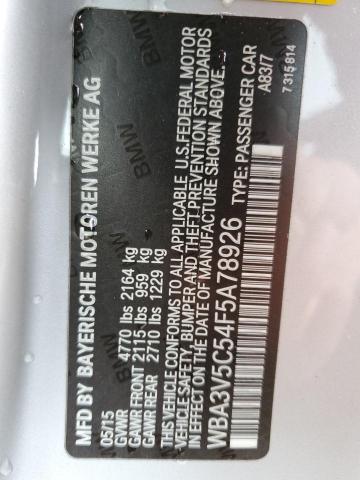 MFD BY BAYERISCHE MOTOREN WERKE AG
05/15
GVWR 4770 lbs 2164 kg
GAWR FRONT 2115 lbs 959 kg
GAWR REAR 2710 lbs 1229 kg
THIS VEHICLE CONFORMS TO ALL APPLICABLE U.S. FEDERAL MOTOR
VEHICLE SAFETY, BUMPER AND THEFT PREVENTION STANDARDS
IN EFFECT ON THE DATE OF MANUFACTURE SHOWN ABOVE.
WBA3V5C54F5A78926 TYPE: PASSENGER CAR
A83/7
7 315 814
BMW
BMW
BMW